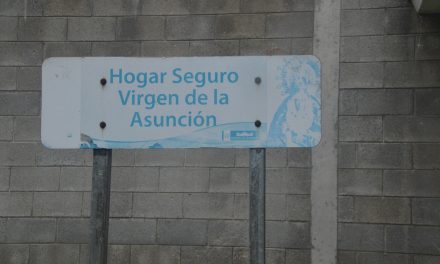 Hogar Seguro
Virgen de la
Asunción